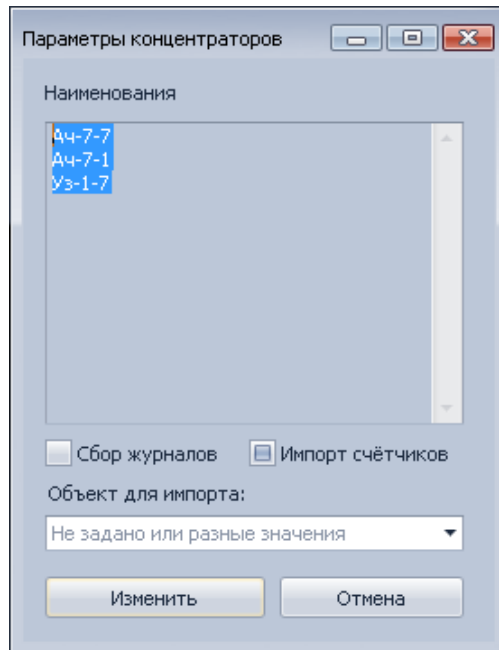 Параметры концентраторов
Наименования
Ач-7-7
Ач-7-1
Уз-1-7
Сбор журналов Импорт счётчиков
Объект для импорта:
Не задано или разные значения
Изменить Отмена